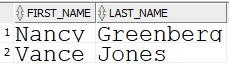 FIRST_NAME LAST_NAME
1 Nancy Greenberg
2 Vance Jones